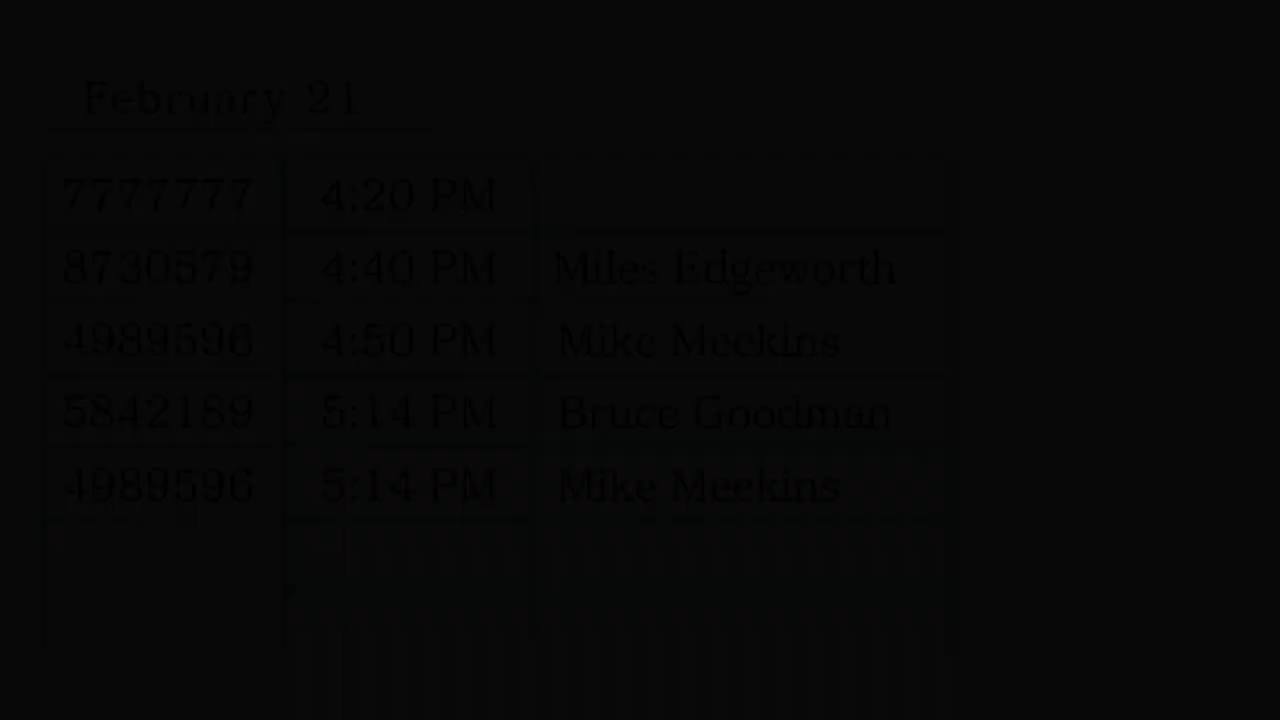 February 21
7777777 4:20 PM
8730579 4:40 PM Miles Edgeworth
4989596 4:50 PM Mike Meekins
5842189 5:14 PM Bruce Goodman
4989596 5:14 PM Mike Meekins